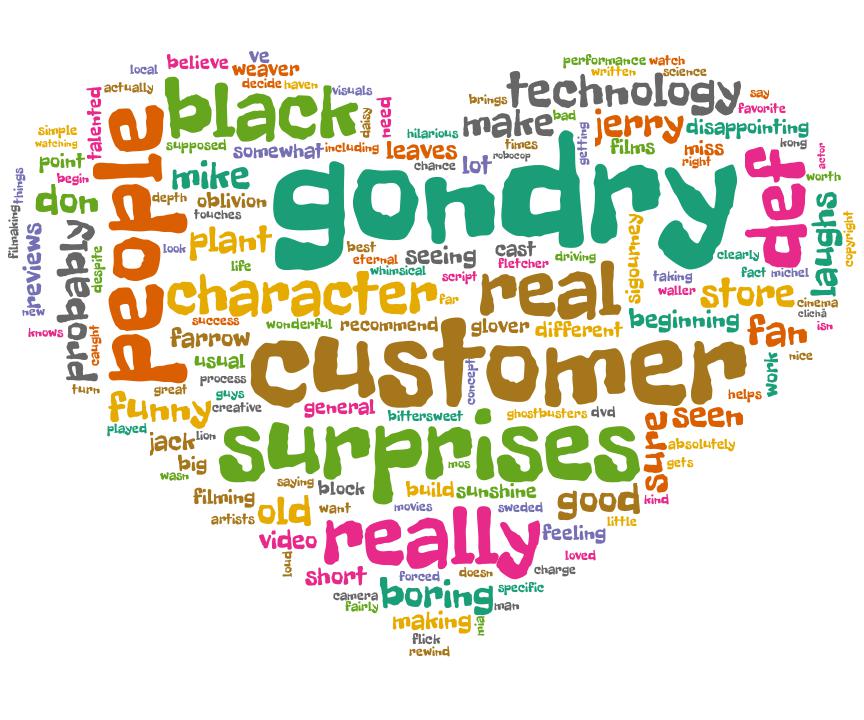 ve
believe
weaver
local
decide haven
visuals
actually
black
talented
people
supposed
daisy
need
somewhat
including
simple
watching
point
begin
don
things
filmmaking
reviews
new
knows
probably
despite
caught
turn
mike
depth
oblivion
touches
look
plant
life
performance watch
written
science
technology
brings
say
favorite
make
bad
jerry
disappointing
hilarious
times
films
miss
right
kong
actor
getting
robocop
leaves
chance
lot
gondry
def
worth
laughs
copyright
best
eternal
whimsical
seeing
cast
fletcher
driving
script
sigourney
clearly
fact
michel
taking
waller
store
cinema
clichã
isn
character
far
real
success
wonderful
recommend
glover
different
beginning
fan
nice
work
farrow
usual
process
guys
creative
great
customer
concept
helps
funny
played
general
bittersweet
ghostbusters
dvd
seen
sure
absolutely
gets
jack
lion
big
wasn
surprises
mos
saying
block
build
sunshine
good
kind
filming
artists
old
want
movies
sweded
little
video
really
feeling
loud
short
forced
doesn
charge
loved
camera
fairly
boring
specific
man
making
mia
flick
rewind